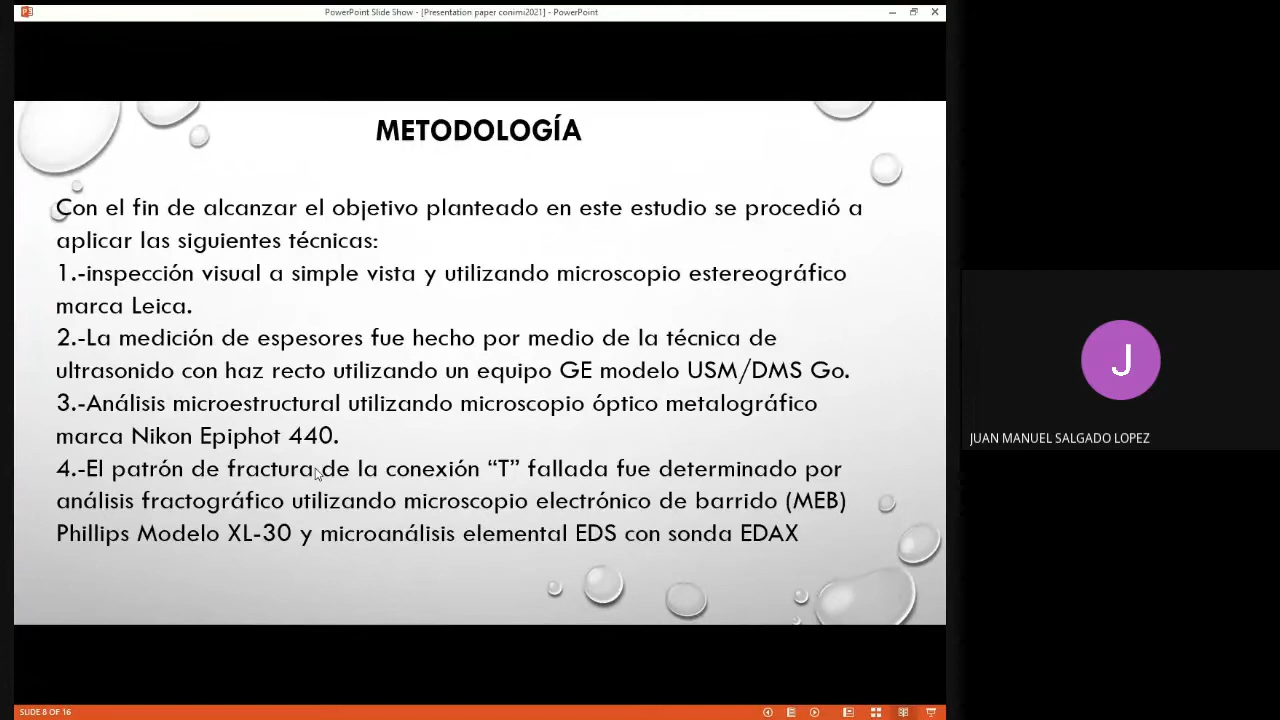 PowerPoint Slide Show - [Presentation paper conimi2021] - PowerPoint
METODOLOGÍA
Con el fin de alcanzar el objetivo planteado en este estudio se procedió a
aplicar las siguientes técnicas:
1.-inspección visual a simple vista y utilizando microscopio estereográfico
marca Leica.
2.-La medición de espesores fue hecho por medio de la técnica de
ultrasonido con haz recto utilizando un equipo GE modelo USM/DMS Go.
3.-Análisis microestructural utilizando microscopio óptico metalográfico
marca Nikon Epiphot 440.
4.-El patrón de fractura de la conexión “T” fallada fue determinado por
análisis fractográfico utilizando microscopio electrónico de barrido (MEB)
Phillips Modelo XL-30 y microanálisis elemental EDS con sonda EDAX
J
JUAN MANUEL SALGADO LOPEZ
SLIDE 8 OF 16